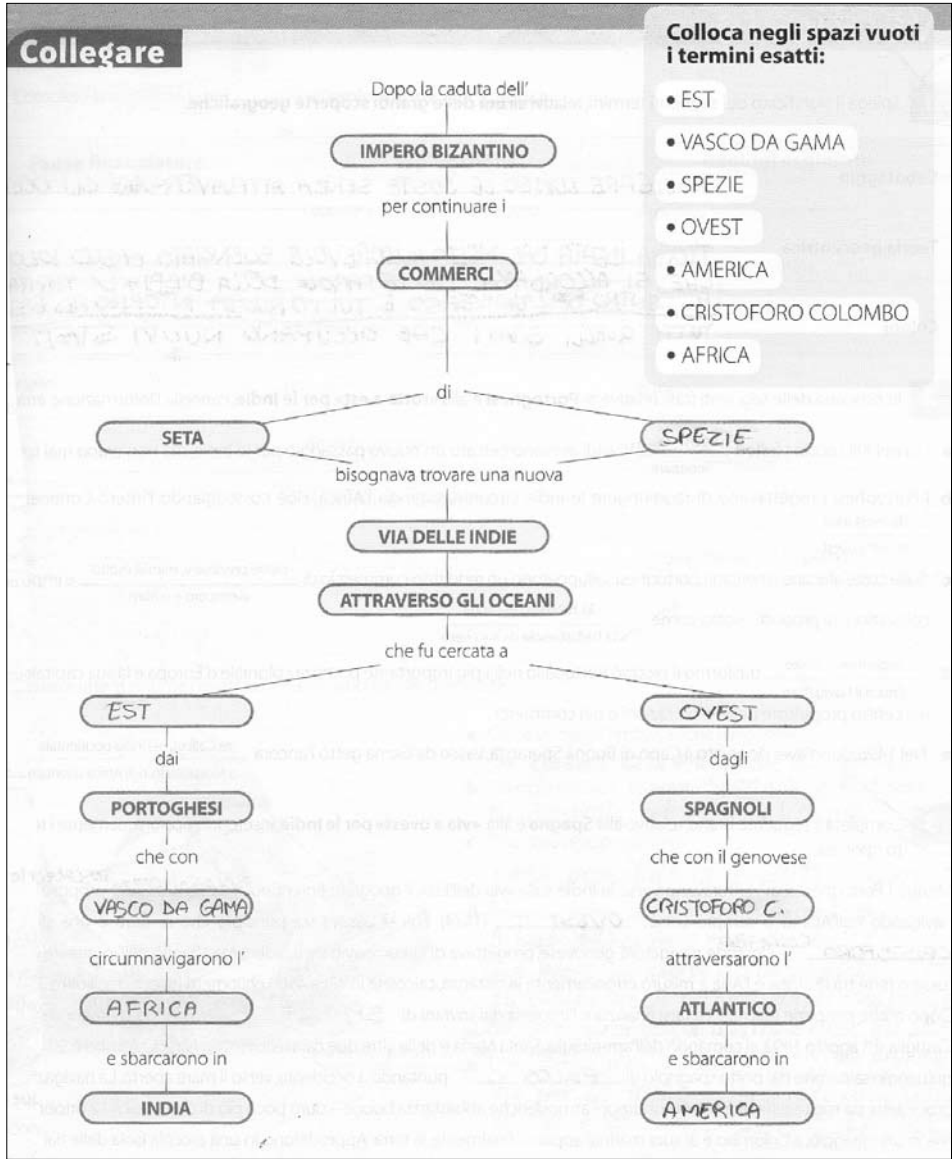 Collegare
Colloca negli spazi vuoti
i termini esatti:
• EST
• VASCO DA GAMA
• SPEZIE
• OVEST
• AMERICA
• CRISTOFORO COLOMBO
• AFRICA
Dopo la caduta dell'
IMPERO BIZANTINO
per continuare i
COMMERCI
di
SETA
SPEZIE
bisognava trovare una nuova
VIA DELLE INDIE
ATTRAVERSO GLI OCEANI
che fu cercata a
EST
OVEST
dai
dagli
PORTOGHESI
SPAGNOLI
che con
che con il genovese
VASCO DA GAMA
CRISTOFORO C.
circumnavigarono l'
attraversarono l'
AFRICA
ATLANTICO
e sbarcarono in
e sbarcarono in
INDIA
AMERICA